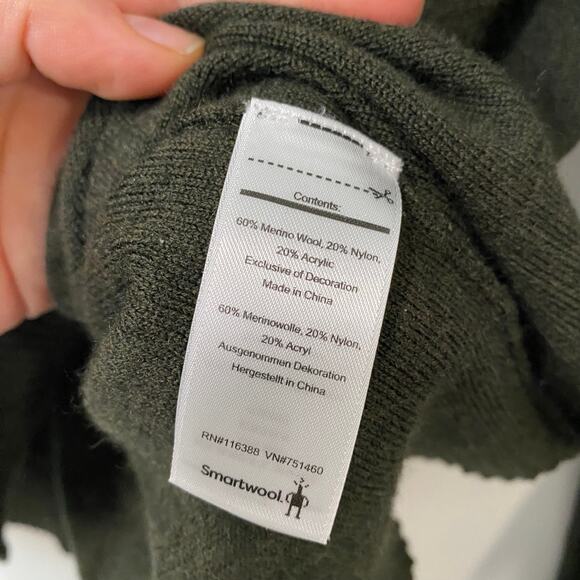 Contents:
60% Merino Wool, 20% Nylon,
20% Acrylic
Exclusive of Decoration
Made in China
60% Merinowolle, 20% Nylon,
20% Acryl
Ausgonommen Dekoration
Hergestellt in China
RN#116388 VN#751460
Smartwool